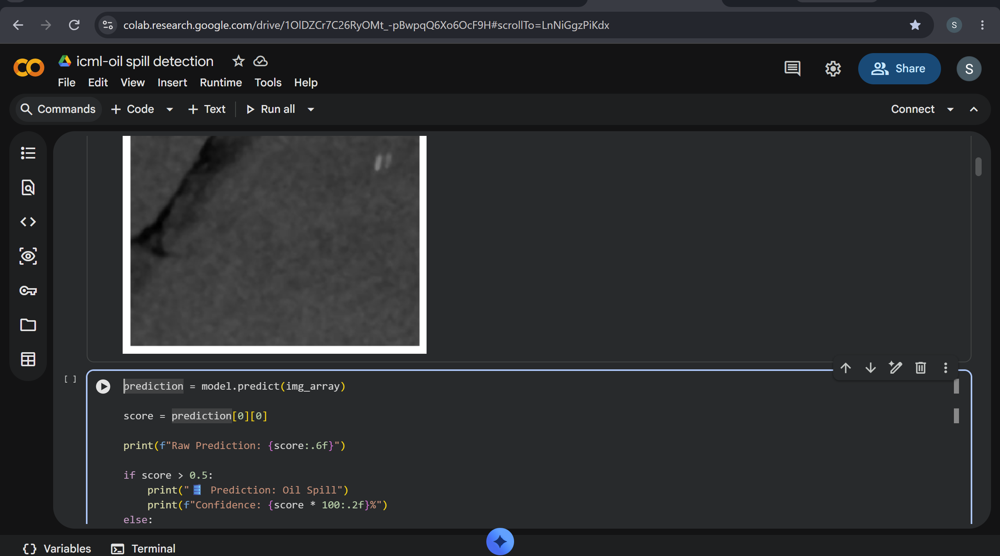 colab.research.google.com/drive/1OlDZCr7C26RyOMt_-pBwpqQ6Xo6OcF9H#scrollTo=LnNiGgzPiKdx
S
icml-oil spill detection
File Edit View Insert Runtime Tools Help
Share
S
Commands + Code + Text Run all
Connect
[ ]
prediction = model.predict(img_array)
score = prediction[0][0]
print(f"Raw Prediction: {score:.6f}")
if score > 0.5:
print("🛢️ Prediction: Oil Spill")
print(f"Confidence: {score * 100:.2f}%")
else:
{} Variables
Terminal